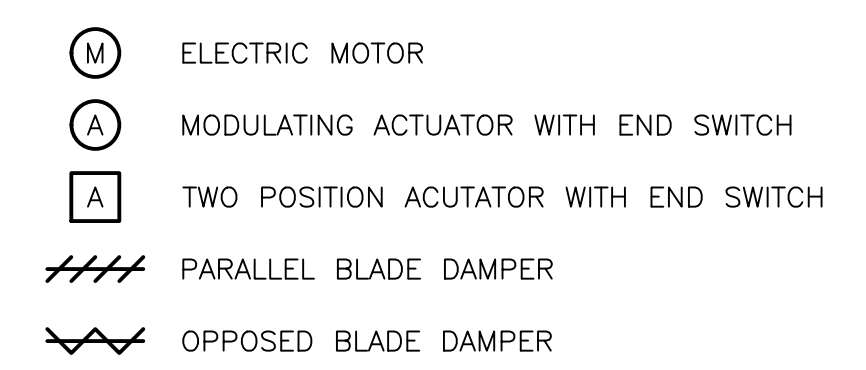 M ELECTRIC MOTOR
A MODULATING ACTUATOR WITH END SWITCH
A TWO POSITION ACUTATOR WITH END SWITCH
PARALLEL BLADE DAMPER
OPPOSED BLADE DAMPER